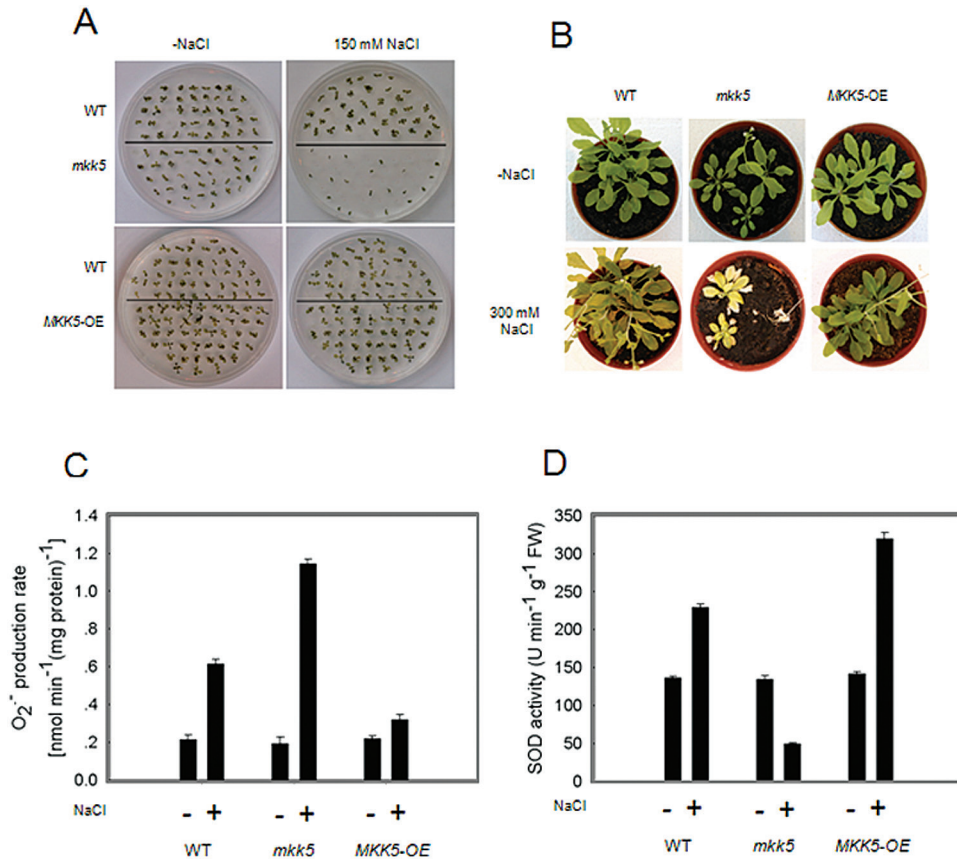 A
-NaCl 150 mM NaCl
WT
mkk5
WT
MKK5-OE
B
WT mkk5 MKK5-OE
-NaCl
300 mM
NaCl
C
O2·- production rate
[nmol min-1(mg protein)-1]
1.4
1.2
1.0
.8
.6
.4
.2
0.0
NaCl - + - + - +
WT mkk5 MKK5-OE
D
SOD activity (U min-1 g-1 FW)
350
300
250
200
150
100
50
0
NaCl - + - + - +
WT mkk5 MKK5-OE